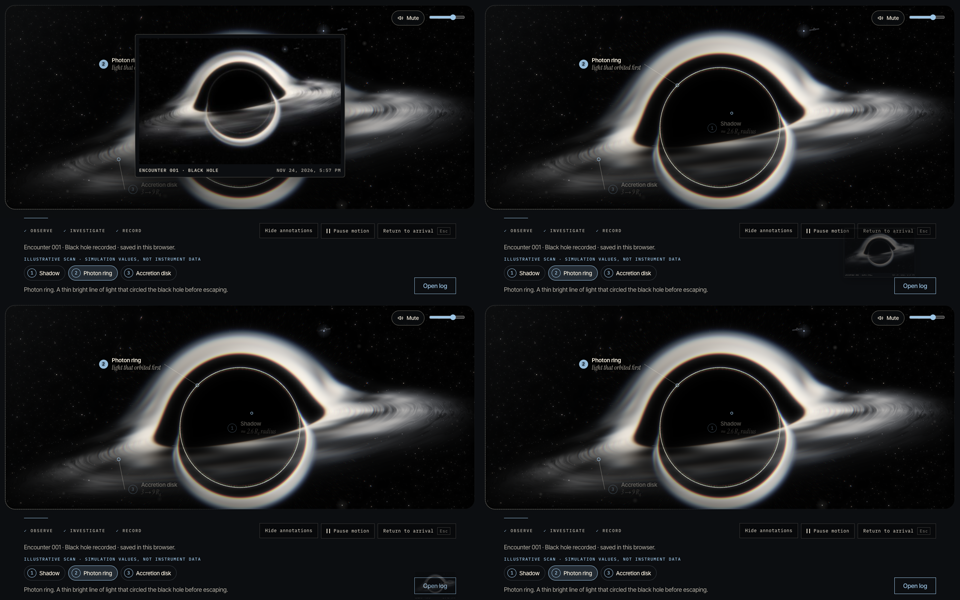 Mute
2 Photon ri
light that
ENCOUNTER 001 · BLACK HOLE NOV 24, 2026, 5:57 PM
Accretion disk
✓ OBSERVE ✓ INVESTIGATE ✓ RECORD
Hide annotations Pause motion Return to arrival Esc
Encounter 001 · Black hole recorded · saved in this browser.
ILLUSTRATIVE SCAN · SIMULATION VALUES, NOT INSTRUMENT DATA
1 Shadow 2 Photon ring 3 Accretion disk
Photon ring. A thin bright line of light that circled the black hole before escaping.
Open log
Mute
2 Photon ring
light that orbited first
1 Shadow
3 Accretion disk
✓ OBSERVE ✓ INVESTIGATE ✓ RECORD
Hide annotations Pause motion Return to arrival Esc
Encounter 001 · Black hole recorded · saved in this browser.
ILLUSTRATIVE SCAN · SIMULATION VALUES, NOT INSTRUMENT DATA
1 Shadow 2 Photon ring 3 Accretion disk
Photon ring. A thin bright line of light that circled the black hole before escaping.
Open log
Mute
2 Photon ring
light that orbited first
1 Shadow
3 Accretion disk
✓ OBSERVE ✓ INVESTIGATE ✓ RECORD
Hide annotations Pause motion Return to arrival Esc
Encounter 001 · Black hole recorded · saved in this browser.
ILLUSTRATIVE SCAN · SIMULATION VALUES, NOT INSTRUMENT DATA
1 Shadow 2 Photon ring 3 Accretion disk
Photon ring. A thin bright line of light that circled the black hole before escaping.
Open log
Mute
2 Photon ring
light that orbited first
1 Shadow
3 Accretion disk
✓ OBSERVE ✓ INVESTIGATE ✓ RECORD
Hide annotations Pause motion Return to arrival Esc
Encounter 001 · Black hole recorded · saved in this browser.
ILLUSTRATIVE SCAN · SIMULATION VALUES, NOT INSTRUMENT DATA
1 Shadow 2 Photon ring 3 Accretion disk
Photon ring. A thin bright line of light that circled the black hole before escaping.
Open log